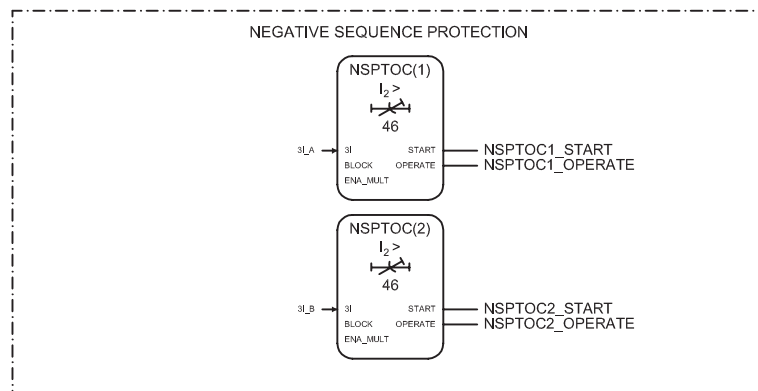 NEGATIVE SEQUENCE PROTECTION
NSPTOC(1)
I₂ >
46
3I_A 3I START NSPTOC1_START
BLOCK OPERATE NSPTOC1_OPERATE
ENA_MULT
NSPTOC(2)
I₂ >
46
3I_B 3I START NSPTOC2_START
BLOCK OPERATE NSPTOC2_OPERATE
ENA_MULT